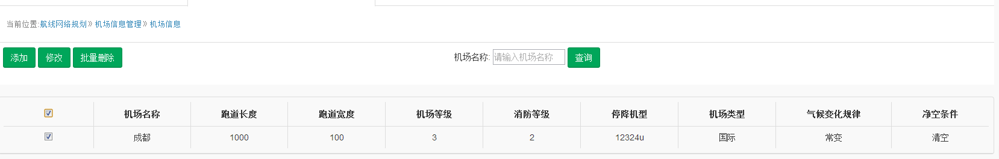 当前位置:航线网络规划》机场信息管理》机场信息
添加 修改 批量删除 机场名称: 请输入机场名称 查询
机场名称 跑道长度 跑道宽度 机场等级 消防等级 停降机型 机场类型 气候变化规律 净空条件
成都 1000 100 3 2 12324u 国际 常变 清空